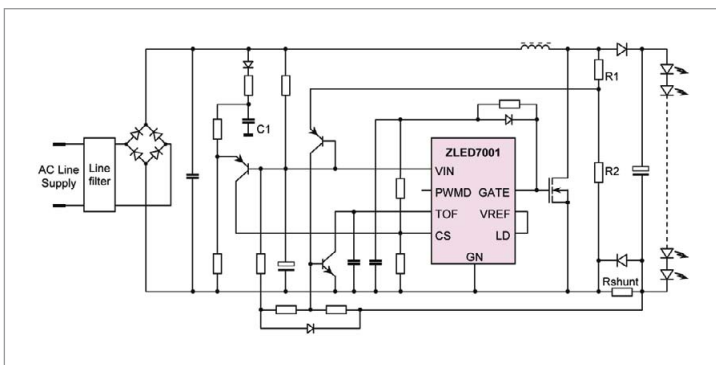 AC Line
Supply
Line
filter
C1
ZLED7001
VIN
PWMD
GATE
TOF
VREF
CS
LD
GN
R1
R2
Rshunt